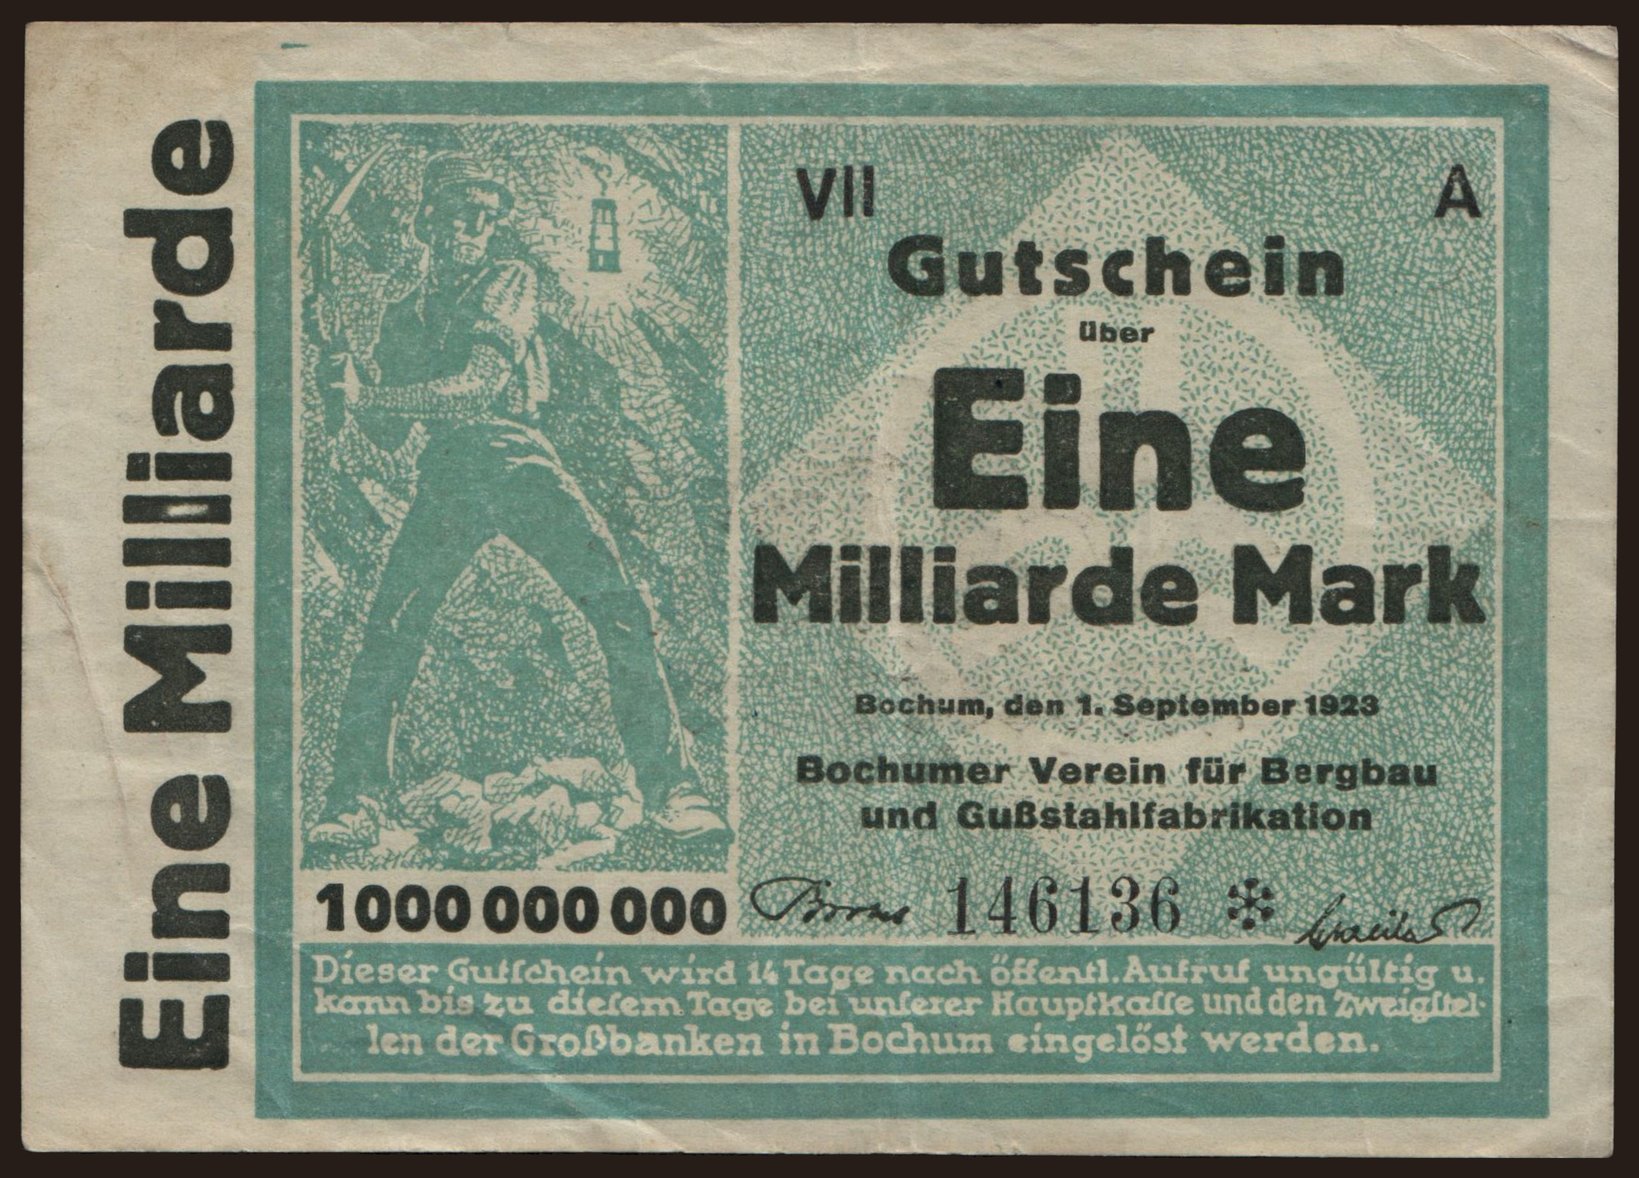 Eine Milliarde
VII A
Gutschein
über
Eine
Milliarde Mark
Bochum, den 1. September 1923
Bochumer Verein für Bergbau
und Gußstahlfabrikation
1000 000 000
146136 *
Dieser Gutschein wird 14 Tage nach öffentl. Aufruf ungültig u.
kann bis zu diesem Tage bei unserer Hauptkasse und den Zweigstel-
len der Großbanken in Bochum eingelöst werden.